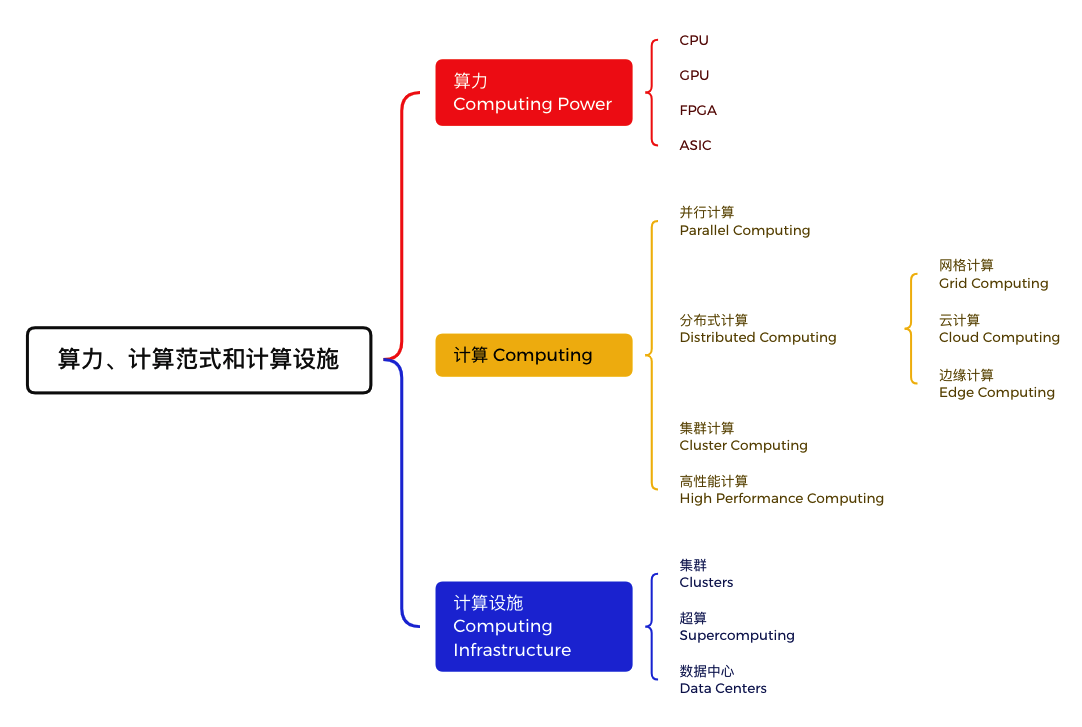 算力、计算范式和计算设施
算力
Computing Power
CPU
GPU
FPGA
ASIC
计算 Computing
并行计算
Parallel Computing
分布式计算
Distributed Computing
网格计算
Grid Computing
云计算
Cloud Computing
边缘计算
Edge Computing
集群计算
Cluster Computing
高性能计算
High Performance Computing
计算设施
Computing
Infrastructure
集群
Clusters
超算
Supercomputing
数据中心
Data Centers